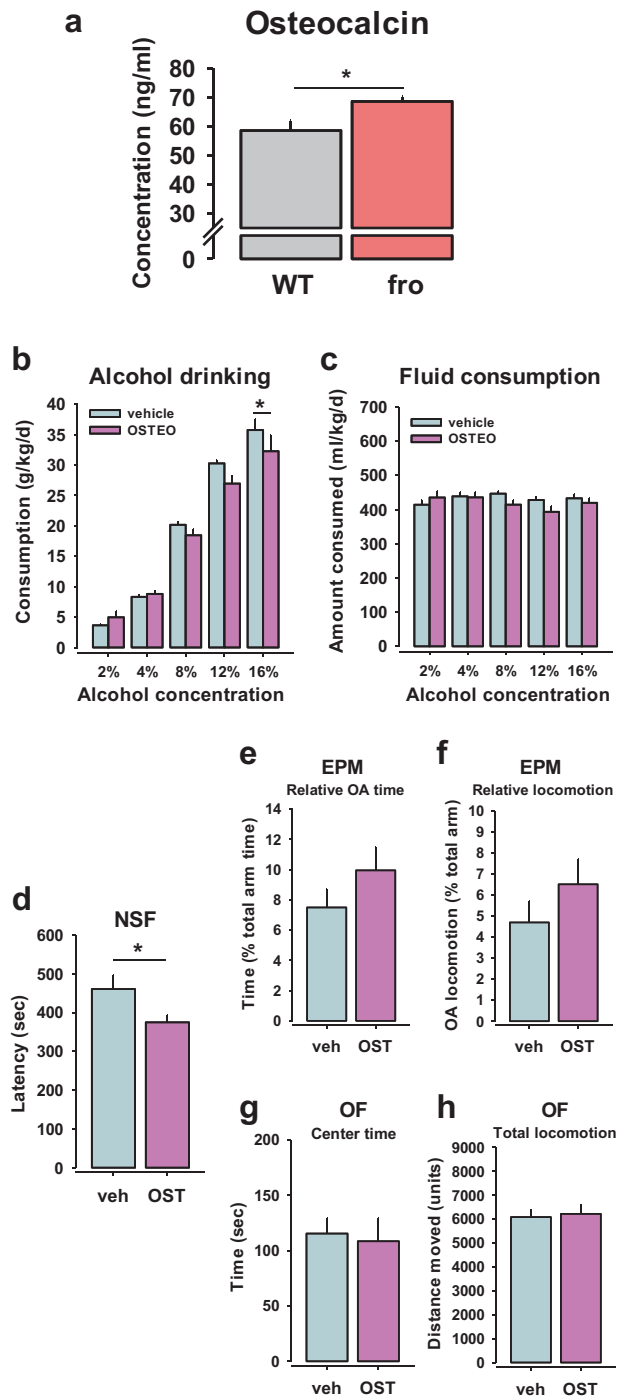 a
Osteocalcin
Concentration (ng/ml)
80
70
60
50
40
30
0
*
WT
fro
b
Alcohol drinking
Consumption (g/kg/d)
40
35
30
25
20
15
10
5
0
vehicle
OSTEO
*
2%
4%
8%
12%
16%
Alcohol concentration
c
Fluid consumption
Amount consumed (ml/kg/d)
700
600
500
400
300
200
100
0
vehicle
OSTEO
2%
4%
8%
12%
16%
Alcohol concentration
d
NSF
Latency (sec)
600
500
400
300
200
100
0
*
veh
OST
e
EPM
Relative OA time
Time (% total arm time)
14
12
10
8
6
4
2
0
veh
OST
f
EPM
Relative locomotion
OA locomotion (% total arm)
10
9
8
7
6
5
4
3
2
1
0
veh
OST
g
OF
Center time
Time (sec)
200
150
100
50
0
veh
OST
h
OF
Total locomotion
Distance moved (units)
9000
8000
7000
6000
5000
4000
3000
2000
1000
0
veh
OST